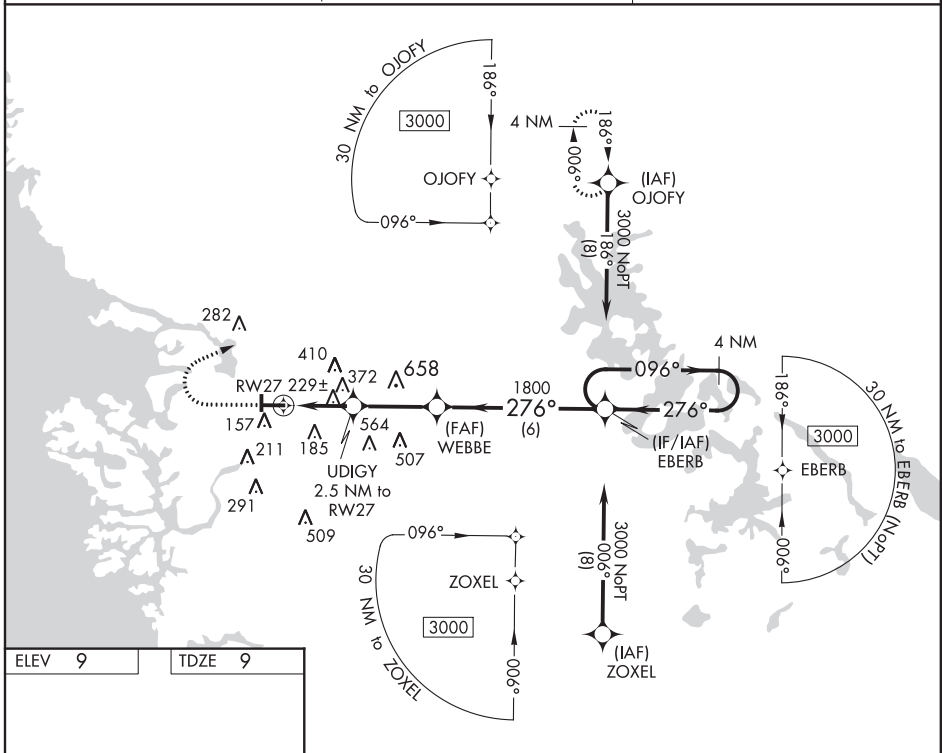 30 NM to OJOFY
186°
3000
OJOFY
096°
4 NM
186°
006°
(IAF)
OJOFY
3000 NoPT
186°
(8)
282
410
372
658
RW27
229±
157
211
185
564
507
291
509
UDIGY
2.5 NM to
RW27
(FAF)
WEBBE
1800
276°
(6)
096°
4 NM
276°
(IF/IAF)
EBERB
186°
3000
EBERB
006°
30 NM to EBERB (NoPT)
3000 NoPT
006°
(8)
(IAF)
ZOXEL
096°
ZOXEL
3000
006°
30 NM to ZOXEL
ELEV 9
TDZE 9